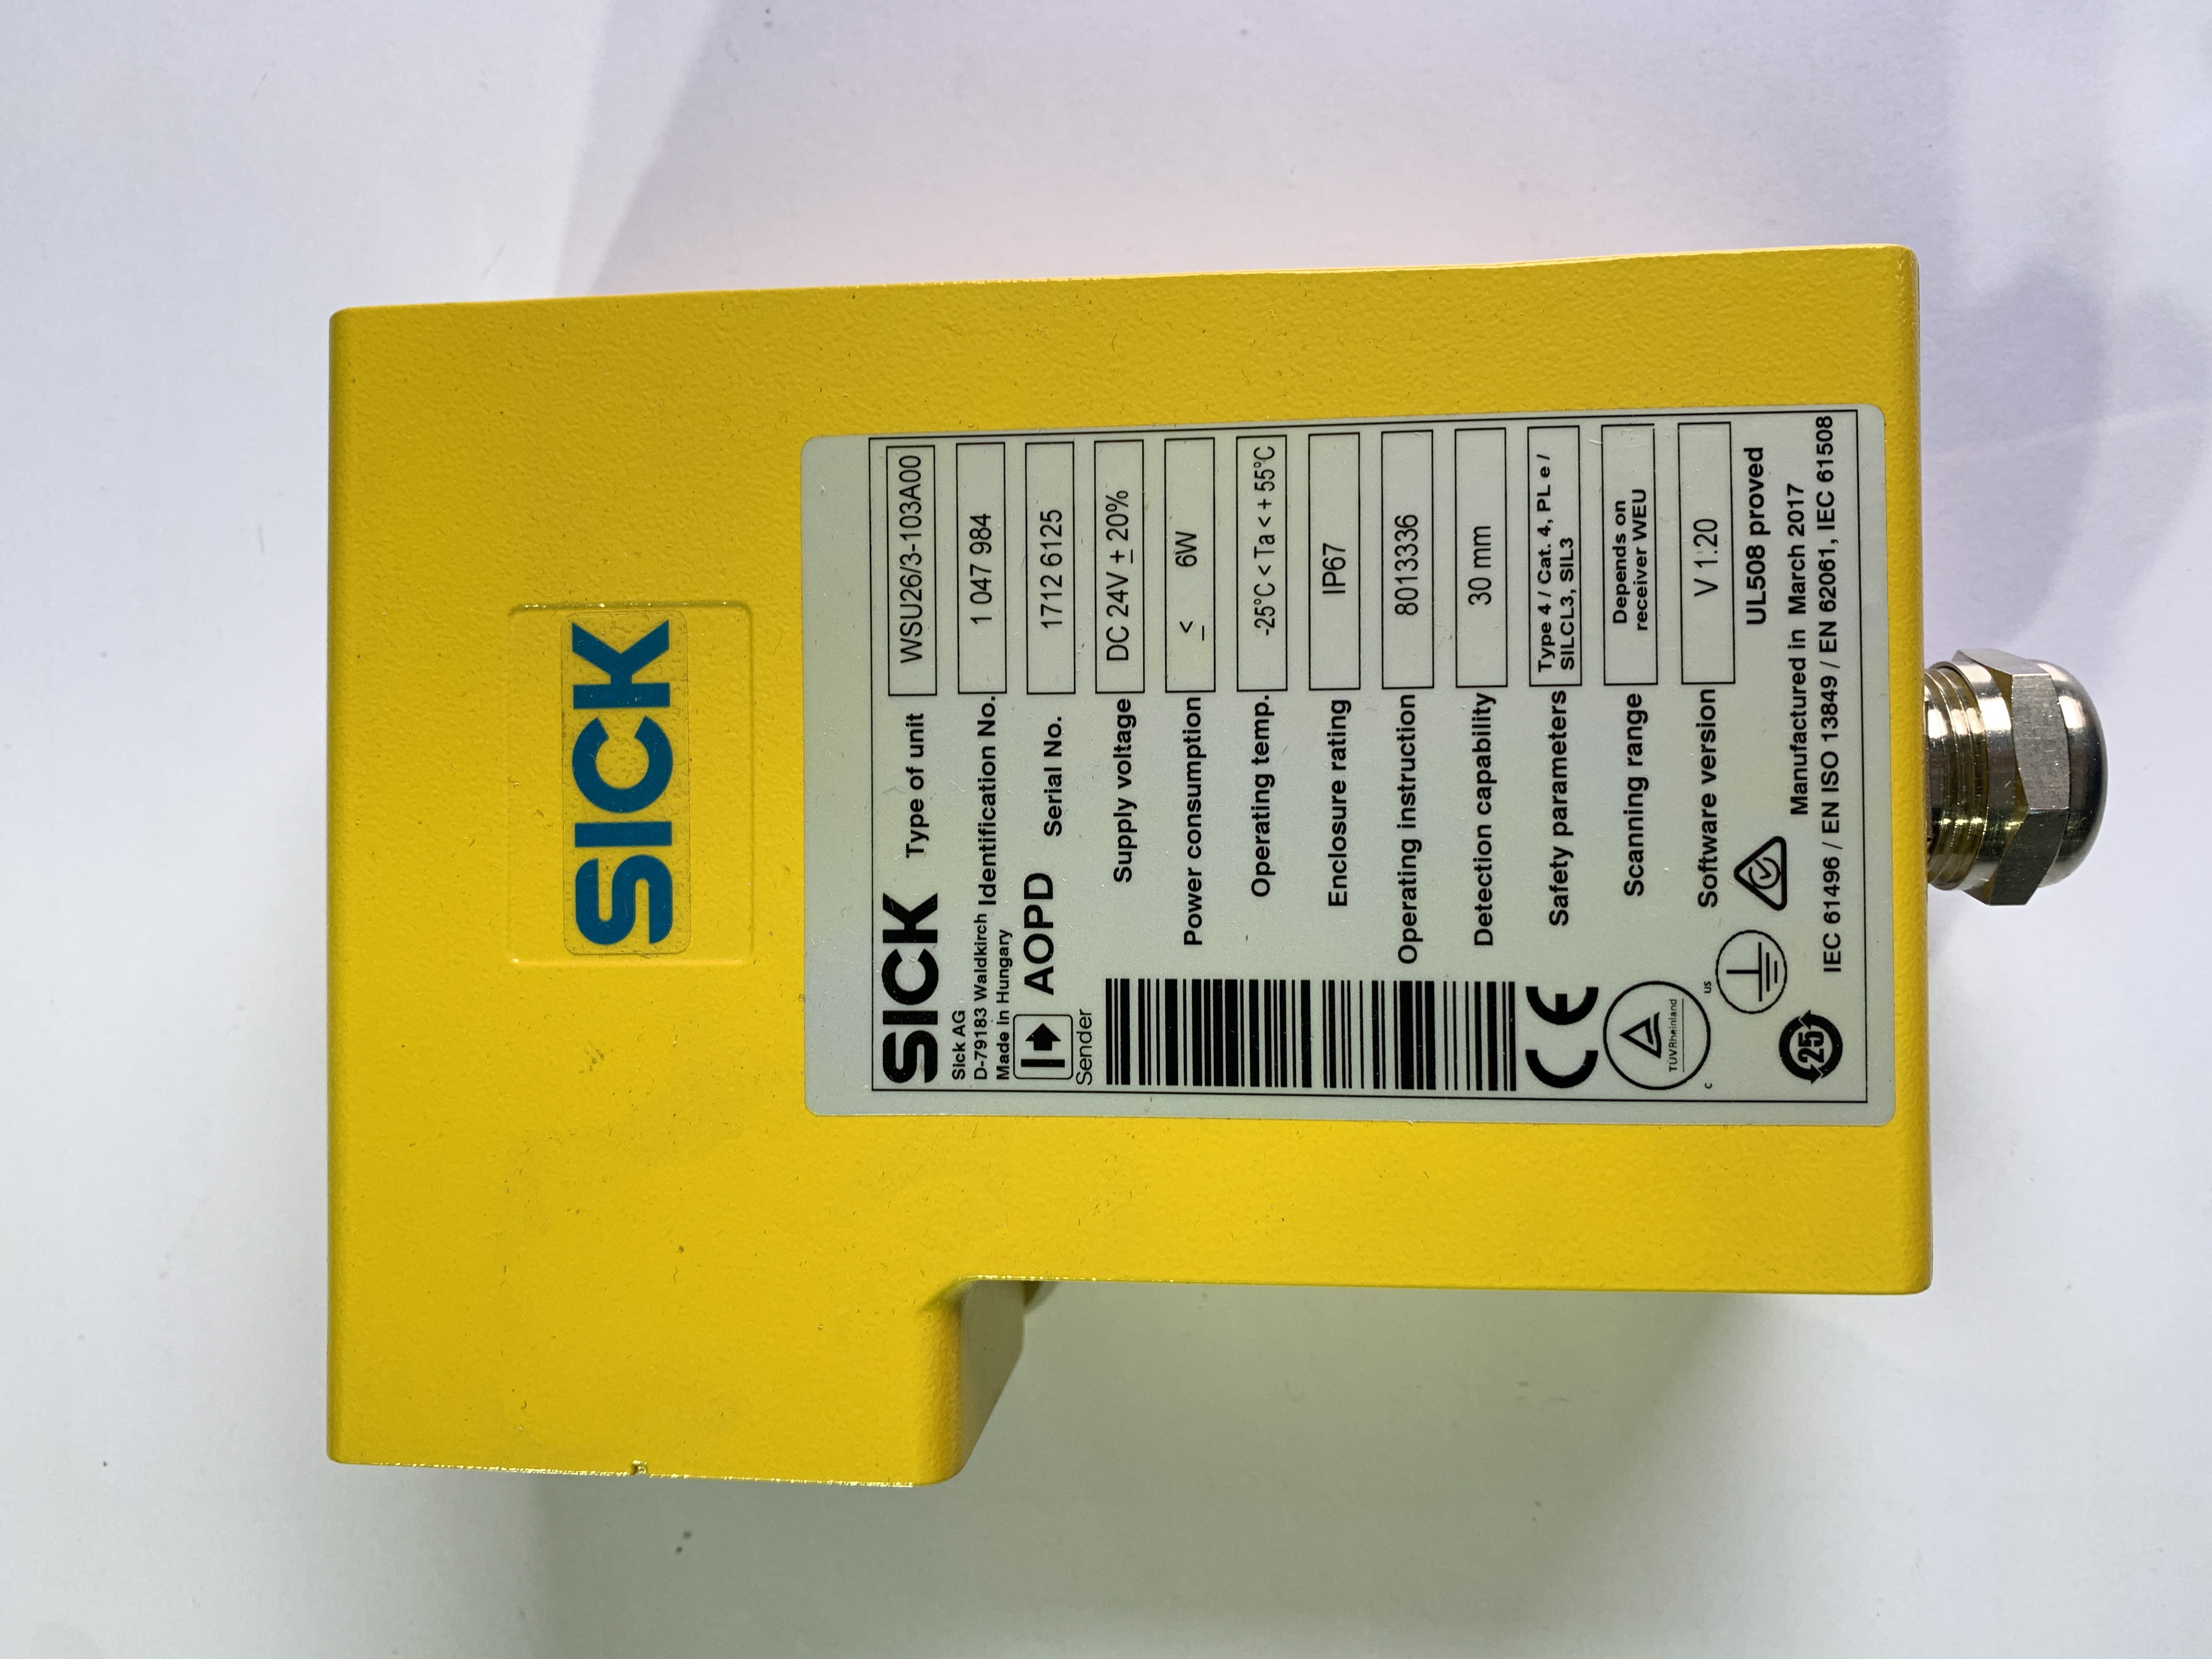 SICK
SICK
Sick AG
D-79183 Waldkirch
Made in Hungary
AOPD
Sender
Type of unit WSU26/3-103A00
Identification No. 1 047 984
Serial No. 1712 6125
Supply voltage DC 24V ± 20%
Power consumption ≤ 6W
Operating temp. -25°C < Ta < + 55°C
Enclosure rating IP67
Operating instruction 8013336
Detection capability 30 mm
Safety parameters Type 4 / Cat. 4, PL e /
SILCL3, SIL3
Scanning range Depends on
receiver WEU
Software version V 1.20
CE
TÜVRheinland
c US
UL508 proved
25
Manufactured in March 2017
IEC 61496 / EN ISO 13849 / EN 62061, IEC 61508